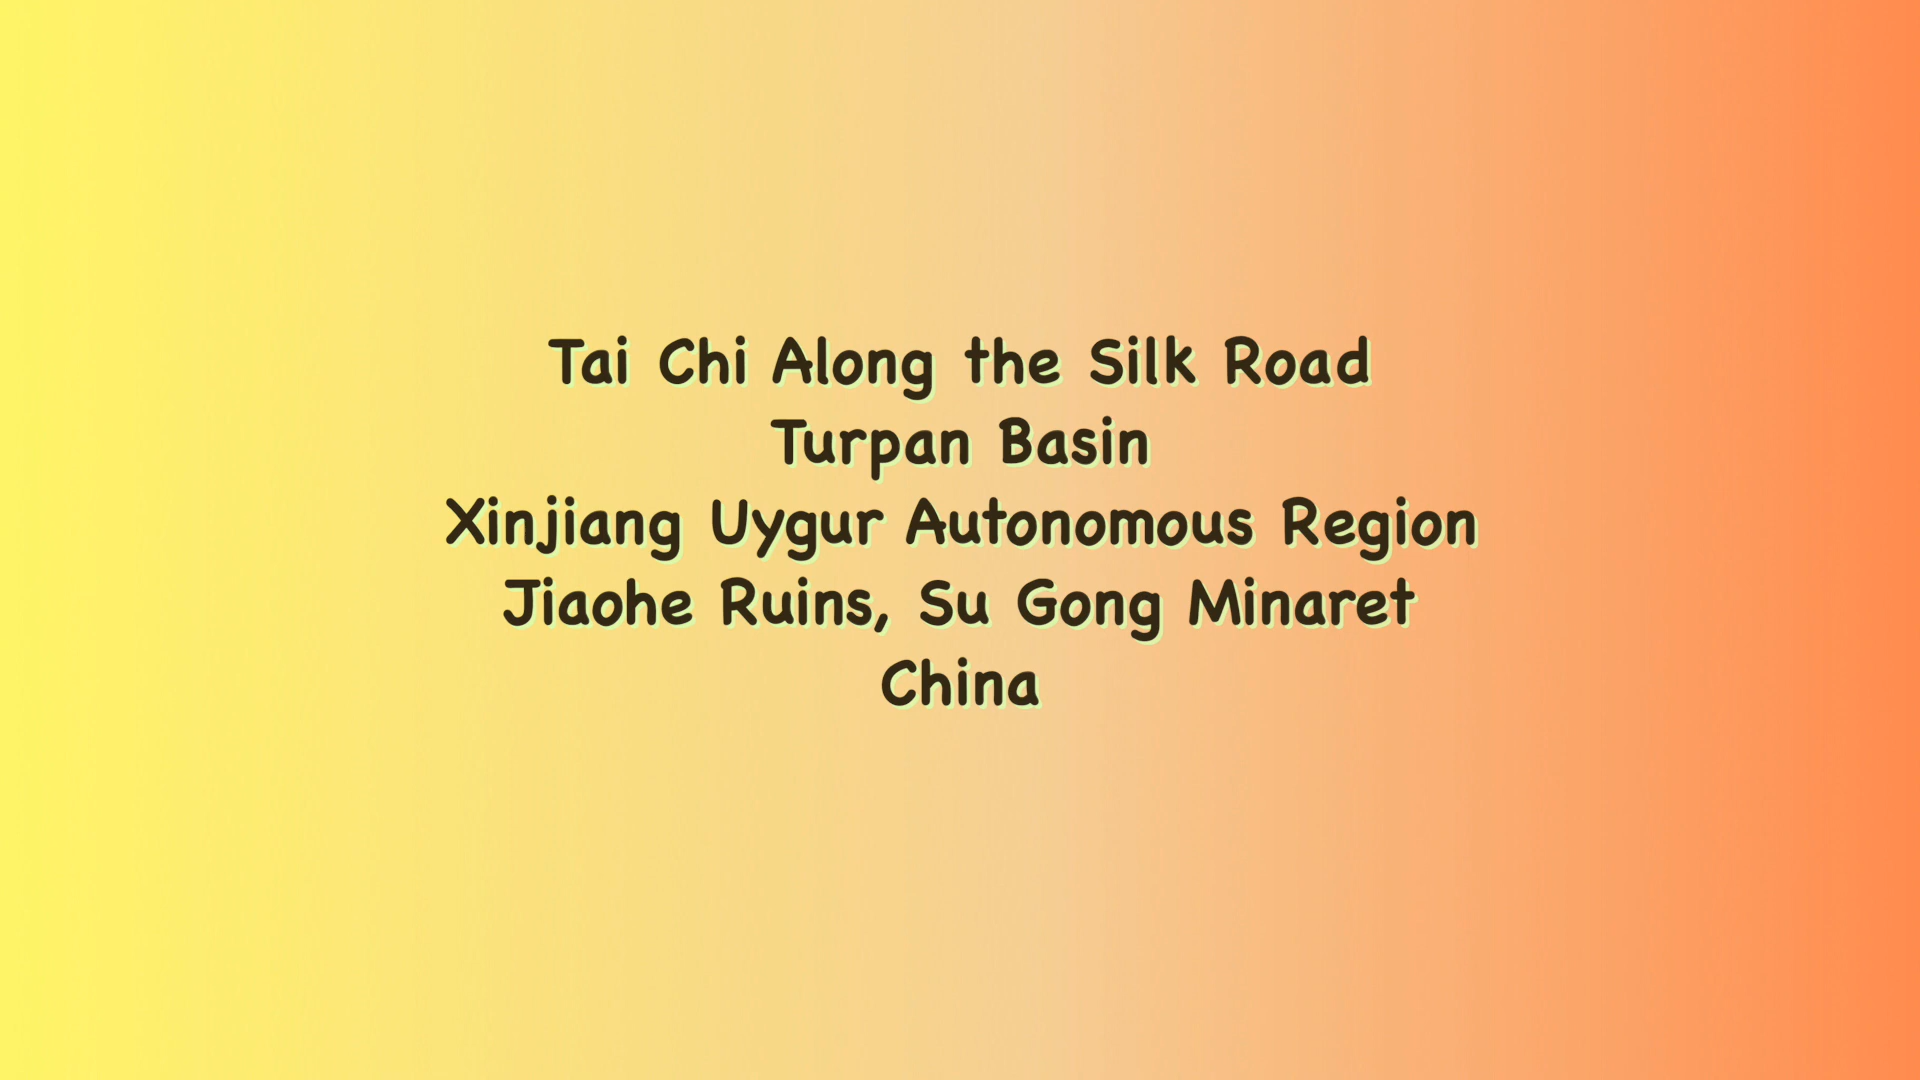 Tai Chi Along the Silk Road
Turpan Basin
Xinjiang Uygur Autonomous Region
Jiaohe Ruins, Su Gong Minaret
China